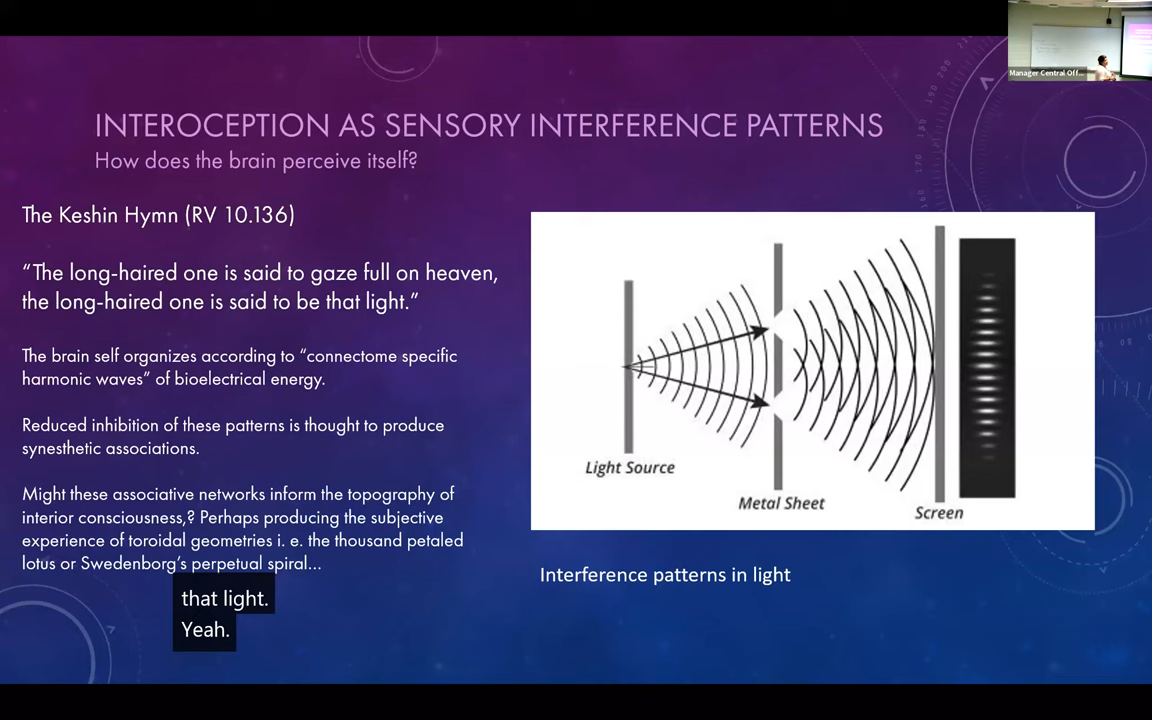 Manager Central Off...
INTEROCEPTION AS SENSORY INTERFERENCE PATTERNS
How does the brain perceive itself?
The Keshin Hymn (RV 10.136)
“The long-haired one is said to gaze full on heaven,
the long-haired one is said to be that light.”
The brain self organizes according to “connectome specific
harmonic waves” of bioelectrical energy.
Reduced inhibition of these patterns is thought to produce
synesthetic associations.
Might these associative networks inform the topography of
interior consciousness,? Perhaps producing the subjective
experience of toroidal geometries i. e. the thousand petaled
lotus or Swedenborg’s perpetual spiral...
Light Source
Metal Sheet
Screen
Interference patterns in light
that light.
Yeah.